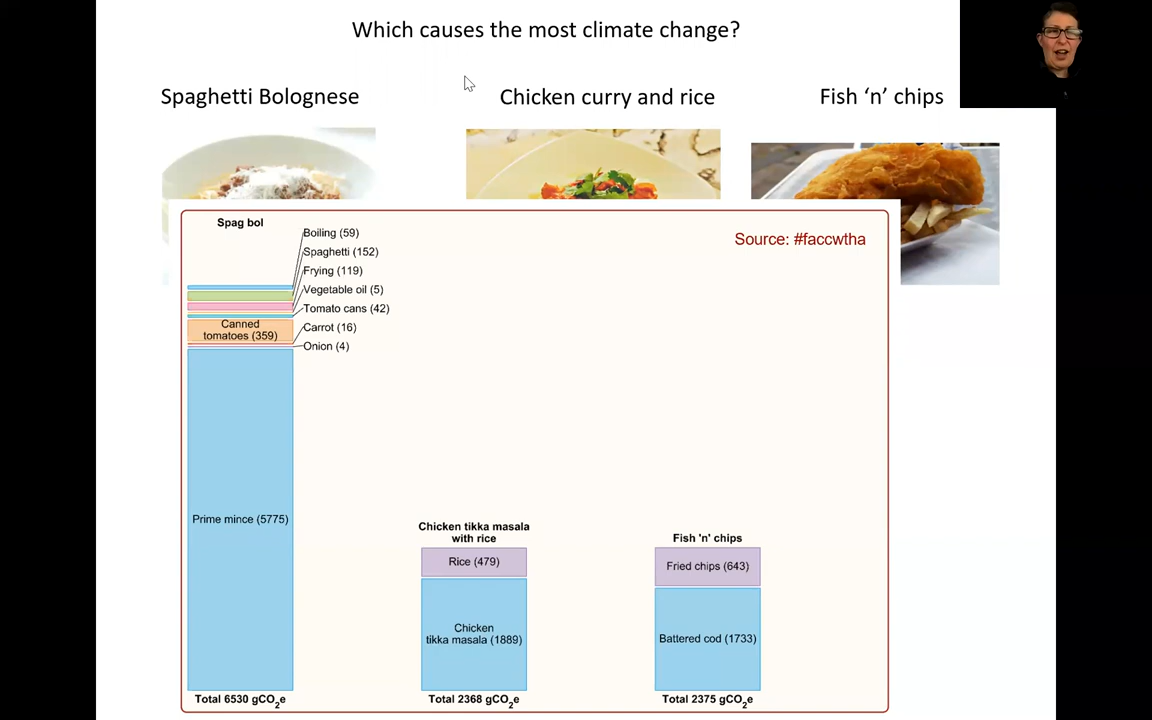 Which causes the most climate change?
Spaghetti Bolognese
Chicken curry and rice
Fish ‘n’ chips
Source: #faccwtha
Spag bol
Boiling (59)
Spaghetti (152)
Frying (119)
Vegetable oil (5)
Tomato cans (42)
Canned
tomatoes (359)
Carrot (16)
Onion (4)
Prime mince (5775)
Total 6530 gCO₂e
Chicken tikka masala
with rice
Rice (479)
Chicken
tikka masala (1889)
Total 2368 gCO₂e
Fish 'n' chips
Fried chips (643)
Battered cod (1733)
Total 2375 gCO₂e